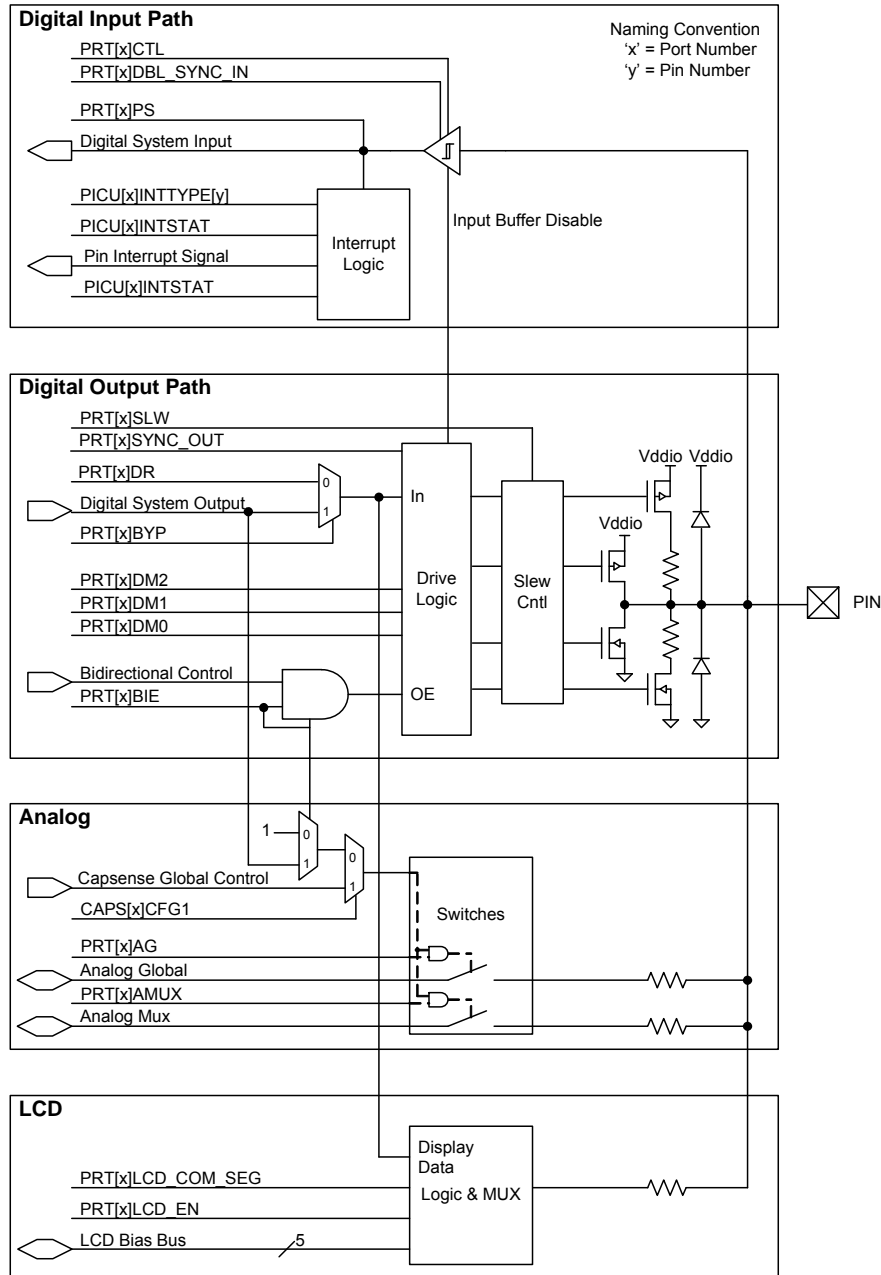 Digital Input Path
Naming Convention
‘x’ = Port Number
‘y’ = Pin Number
PRT[x]CTL
PRT[x]DBL_SYNC_IN
PRT[x]PS
Digital System Input
PICU[x]INTTYPE[y]
PICU[x]INTSTAT
Pin Interrupt Signal
PICU[x]INTSTAT
Interrupt
Logic
Input Buffer Disable
Digital Output Path
PRT[x]SLW
PRT[x]SYNC_OUT
PRT[x]DR
Digital System Output
PRT[x]BYP
0
1
PRT[x]DM2
PRT[x]DM1
PRT[x]DM0
Bidirectional Control
PRT[x]BIE
In
Drive
Logic
OE
Slew
Cntl
Vddio
Vddio
Vddio
PIN
Analog
1
0
1
0
1
Capsense Global Control
CAPS[x]CFG1
Switches
PRT[x]AG
Analog Global
PRT[x]AMUX
Analog Mux
LCD
Display
Data
Logic & MUX
PRT[x]LCD_COM_SEG
PRT[x]LCD_EN
LCD Bias Bus
5